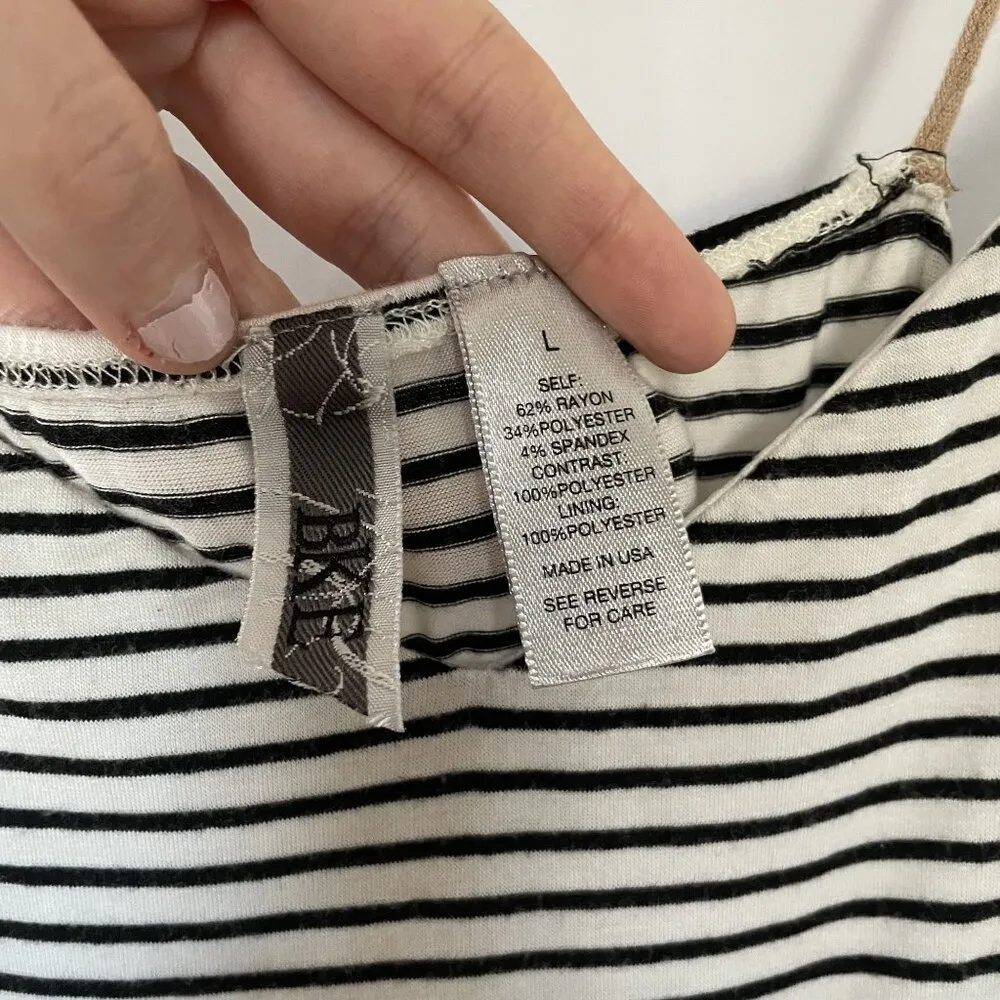 BKE
L
SELF:
62% RAYON
34%POLYESTER
4% SPANDEX
CONTRAST:
100%POLYESTER
LINING:
100%POLYESTER
MADE IN USA
SEE REVERSE
FOR CARE